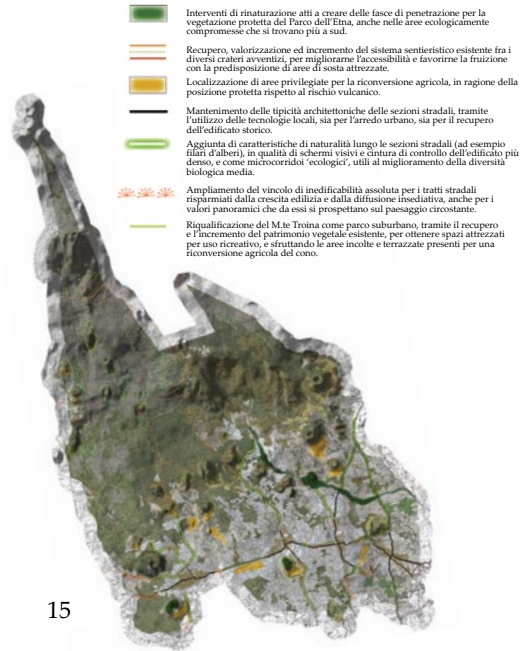 Interventi di rinaturazione atti a creare delle fasce di penetrazione per la
vegetazione protetta del Parco dell'Etna, anche nelle aree ecologicamente
compromesse che si trovano più a sud.
Recupero, valorizzazione ed incremento del sistema sentieristico esistente fra i
diversi crateri avventizi, per migliorarne l'accessibilità e favorirne la fruizione
con la predisposizione di aree di sosta attrezzate.
Localizzazione di aree privilegiate per la riconversione agricola, in ragione della
posizione protetta rispetto al rischio vulcanico.
Mantenimento delle tipicità architettoniche delle sezioni stradali, tramite
l'utilizzo delle tecnologie locali, sia per l'arredo urbano, sia per il recupero
dell'edificato storico.
Aggiunta di caratteristiche di naturalità lungo le sezioni stradali (ad esempio
filari d'alberi), in qualità di schermi visivi e cintura di controllo dell'edificato più
denso, e come microcorridoi 'ecologici', utili al miglioramento della diversità
biologica media.
Ampliamento del vincolo di inedificabilità assoluta per i tratti stradali
risparmiati dalla crescita edilizia e dalla diffusione insediativa, anche per i
valori panoramici che da essi si prospettano sul paesaggio circostante.
Riqualificazione del M.te Troina come parco suburbano, tramite il recupero
e l'incremento del patrimonio vegetale esistente, per ottenere spazi attrezzati
per uso ricreativo, e sfruttando le aree incolte e terrazzate presenti per una
riconversione agricola del cono.
15